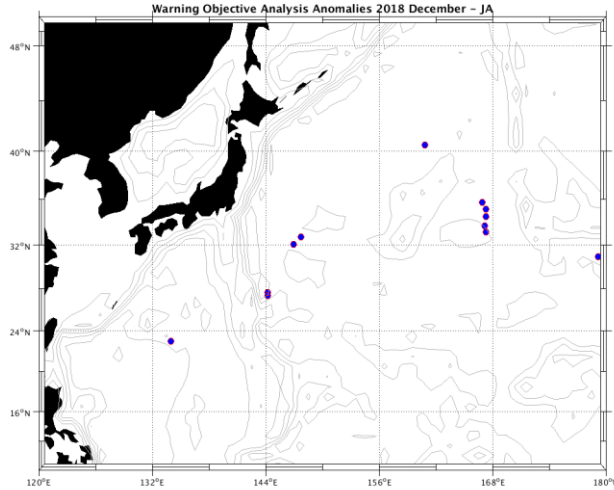 Warning Objective Analysis Anomalies 2018 December – JA
48°N
40°N
32°N
24°N
16°N
120°E 132°E 144°E 156°E 168°E 180°E